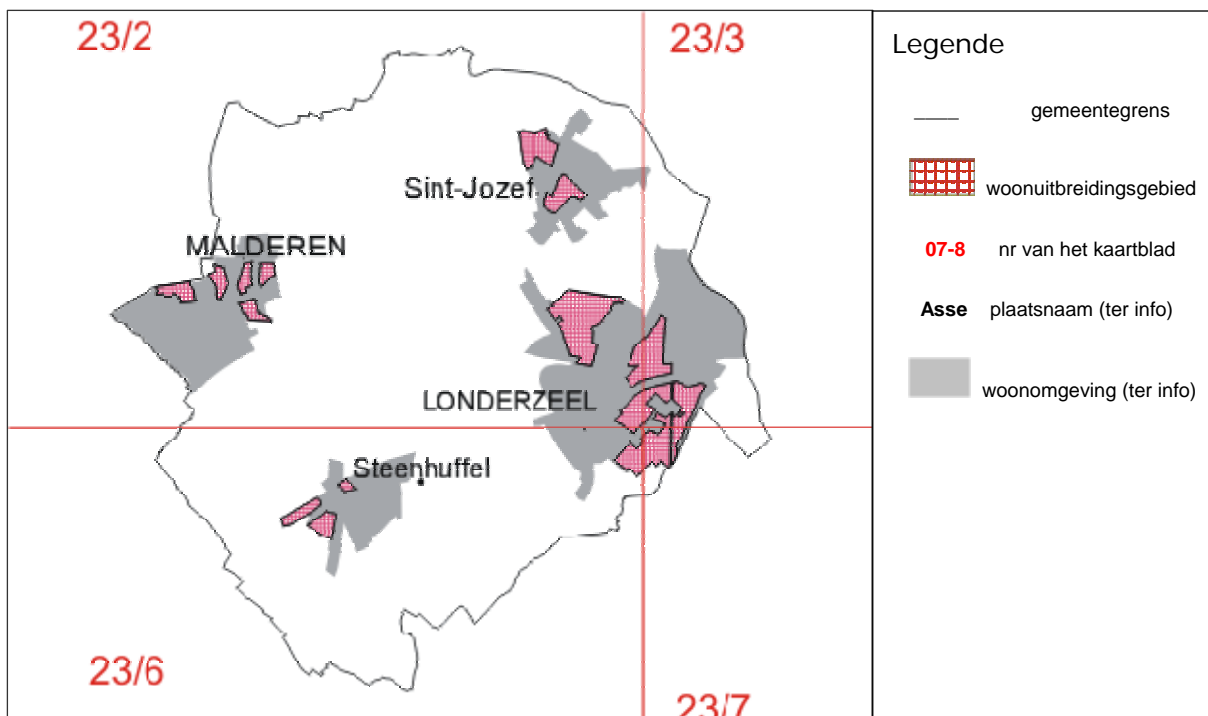 23/2
23/3
Sint-Jozef
MALDEREN
LONDERZEEL
Steenhuffel
23/6
23/7
Legende
gemeentegrens
woonuitbreidingsgebied
07-8 nr van het kaartblad
Asse plaatsnaam (ter info)
woonomgeving (ter info)